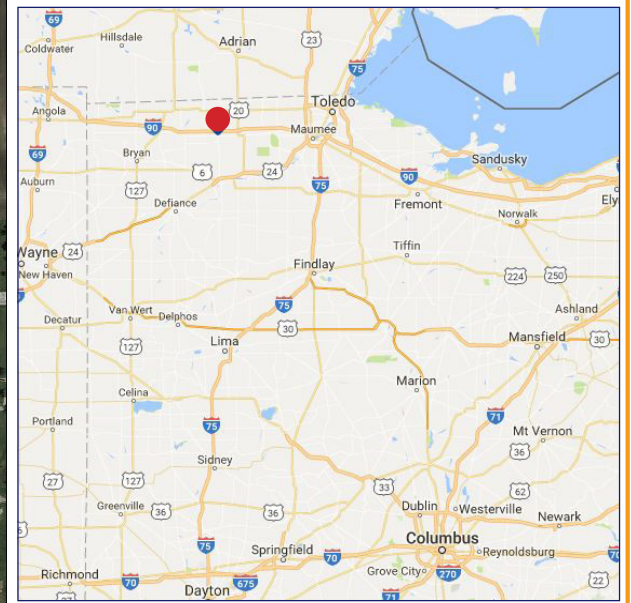 69
Hillsdale
Coldwater
Adrian
23
75
Angola
20
Toledo
90
Maumee
69
Bryan
Sandusky
6
24
90
Auburn
127
75
Defiance
Fremont
Ely
Norwalk
Wayne
24
Tiffin
New Haven
Findlay
224
250
75
Van Wert
Delphos
Ashland
Decatur
30
127
Lima
Mansfield
30
Marion
Celina
71
Portland
75
Mt Vernon
36
Sidney
27
127
33
62
Greenville
36
36
Dublin
Westerville
Newark
75
Columbus
Springfield
70
Reynoldsburg
Richmond
70
675
Grove City
270
22
Dayton
71
27